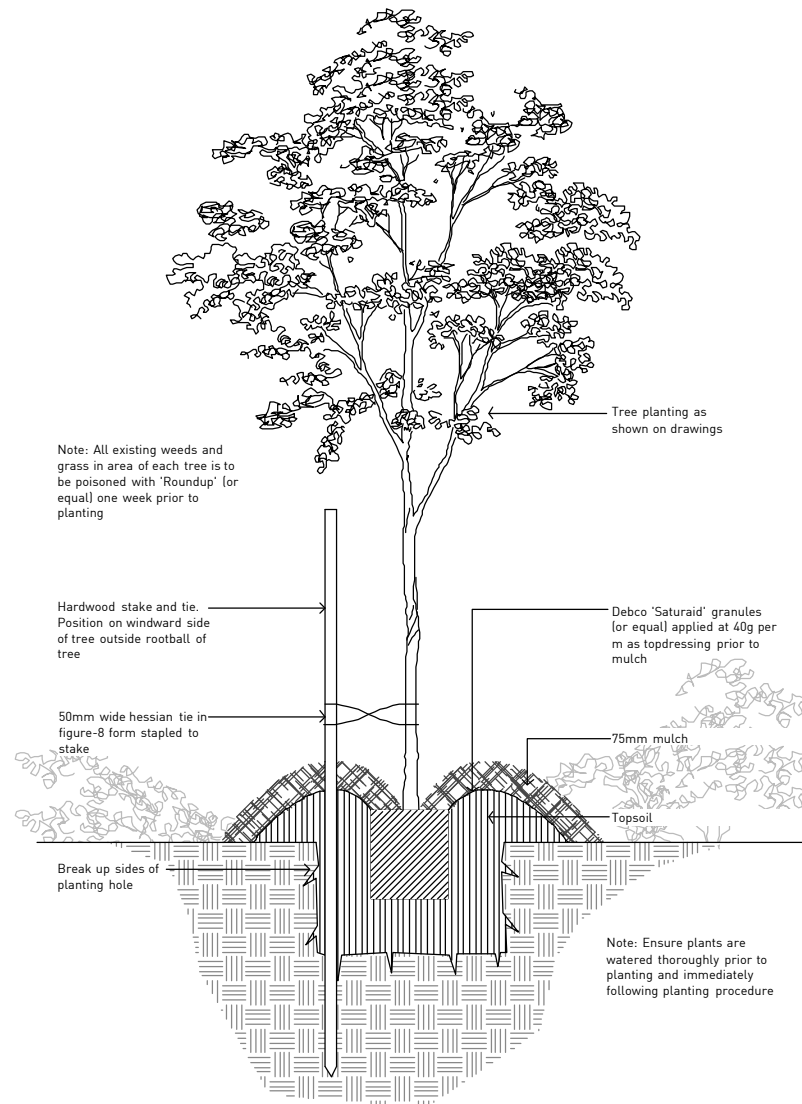 Tree planting as
shown on drawings
Note: All existing weeds and
grass in area of each tree is to
be poisoned with 'Roundup' (or
equal) one week prior to
planting
Hardwood stake and tie.
Position on windward side
of tree outside rootball of
tree
Debco 'Saturaid' granules
(or equal) applied at 40g per
m as topdressing prior to
mulch
50mm wide hessian tie in
figure-8 form stapled to
stake
75mm mulch
Topsoil
Break up sides of
planting hole
Note: Ensure plants are
watered thoroughly prior to
planting and immediately
following planting procedure